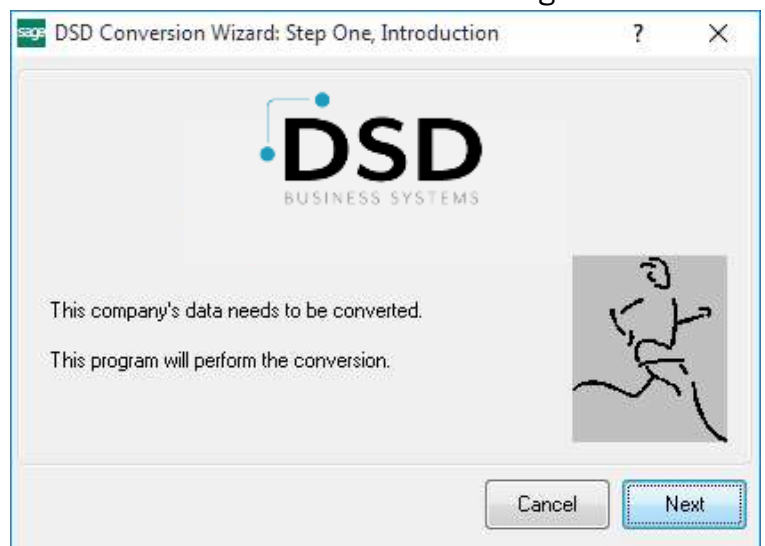 DSD Conversion Wizard: Step One, Introduction
sage
DSD
BUSINESS SYSTEMS
This company's data needs to be converted.
This program will perform the conversion.
Cancel
Next